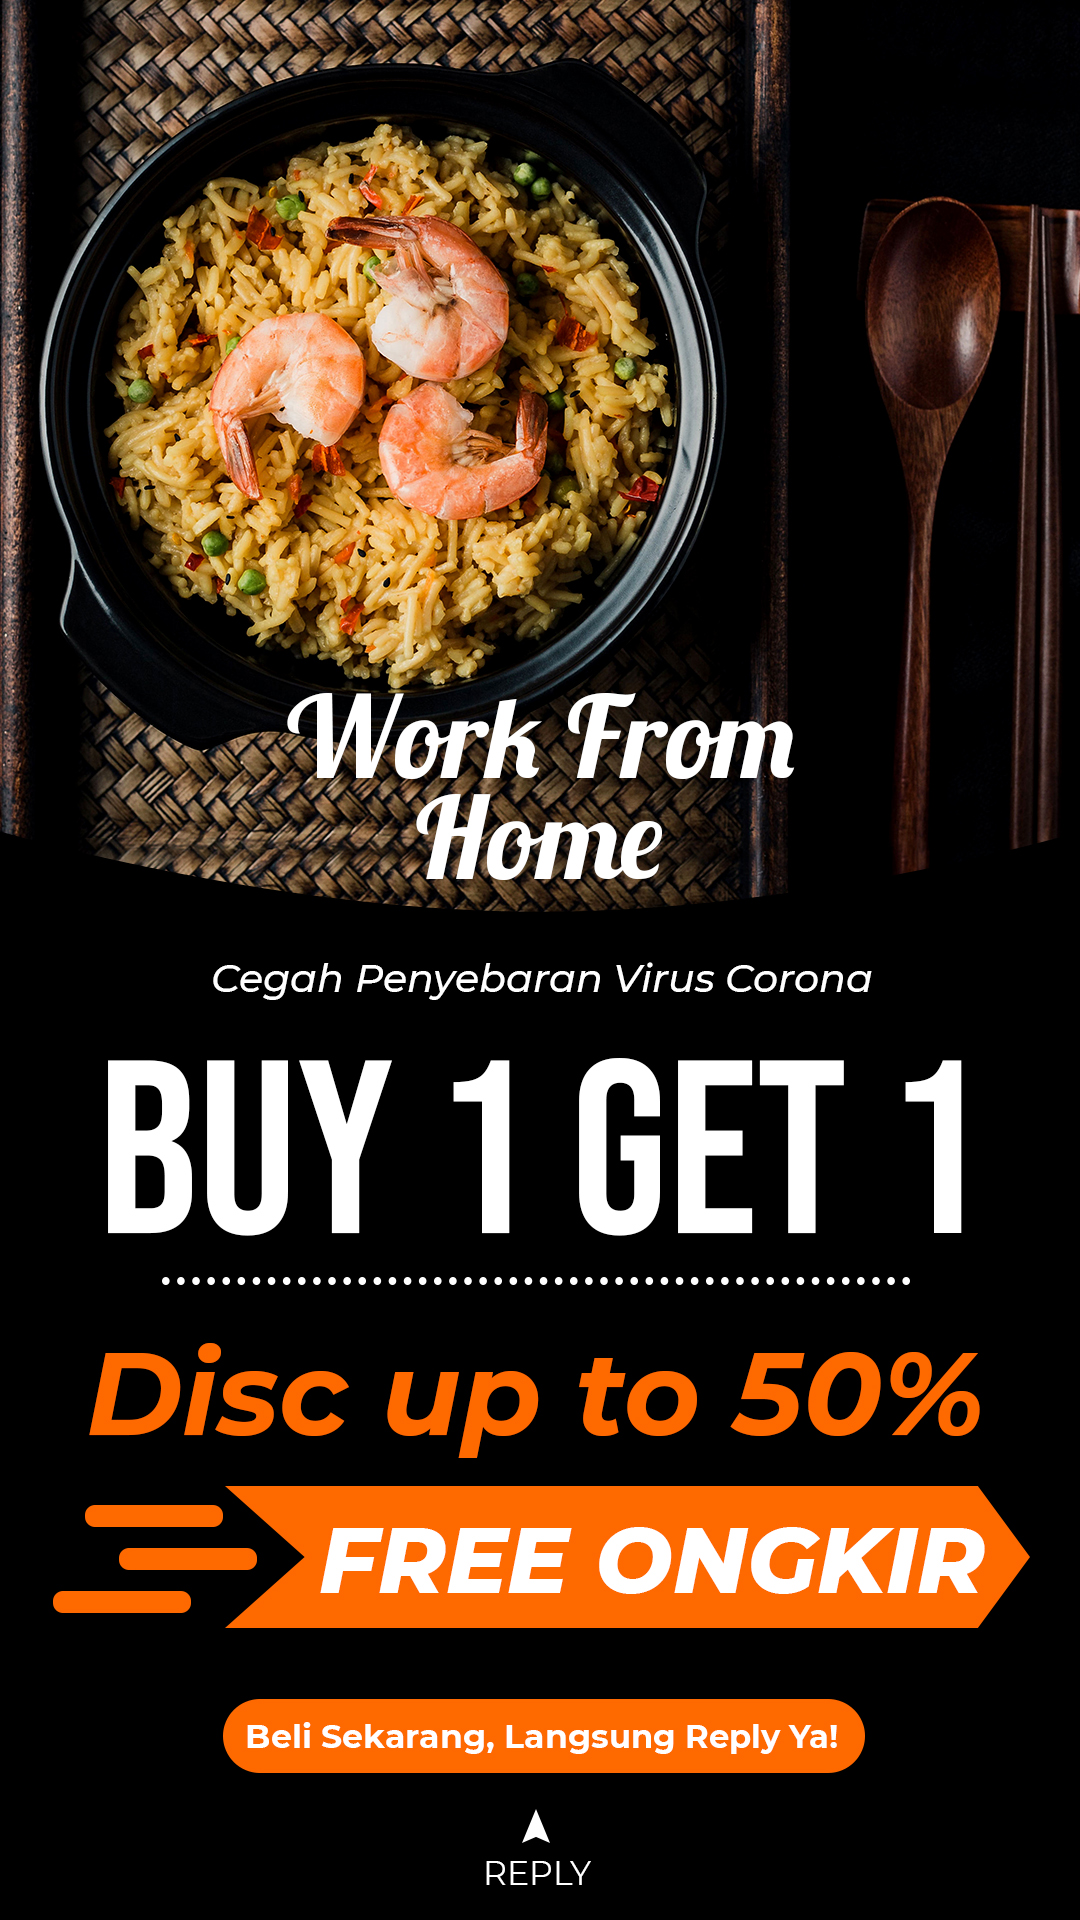 Work From
Home
Cegah Penyebaran Virus Corona
BUY 1 GET 1
Disc up to 50%
FREE ONGKIR
Beli Sekarang, Langsung Reply Ya!
REPLY